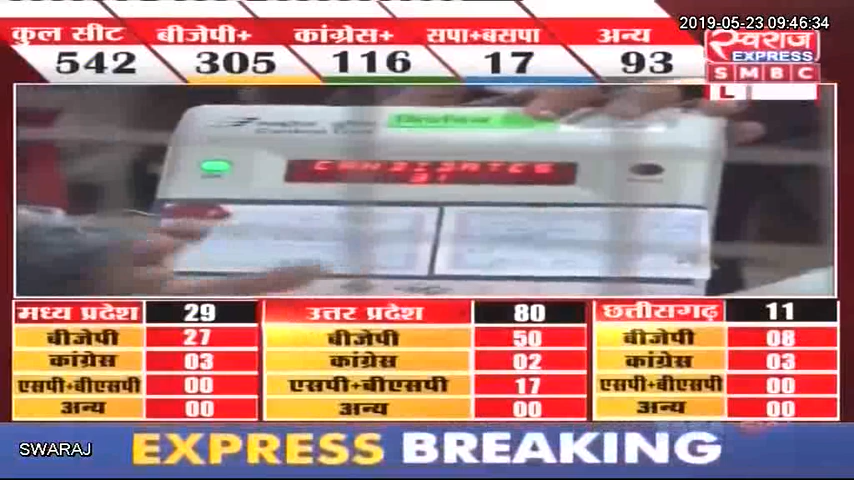 2019-05-23 09:46:34
कुल सीट बीजेपी+ कांग्रेस+ सपा+बसपा अन्य
542 305 116 17 93
स्वराज
EXPRESS
SMBC
L
CANDIDATES
मध्य प्रदेश 29 उत्तर प्रदेश 80 छत्तीसगढ़ 11
बीजेपी 27 बीजेपी 50 बीजेपी 08
कांग्रेस 03 कांग्रेस 02 कांग्रेस 03
एसपी+बीएसपी 00 एसपी+बीएसपी 17 एसपी+बीएसपी 00
अन्य 00 अन्य 00 अन्य 00
SWARAJ EXPRESS BREAKING